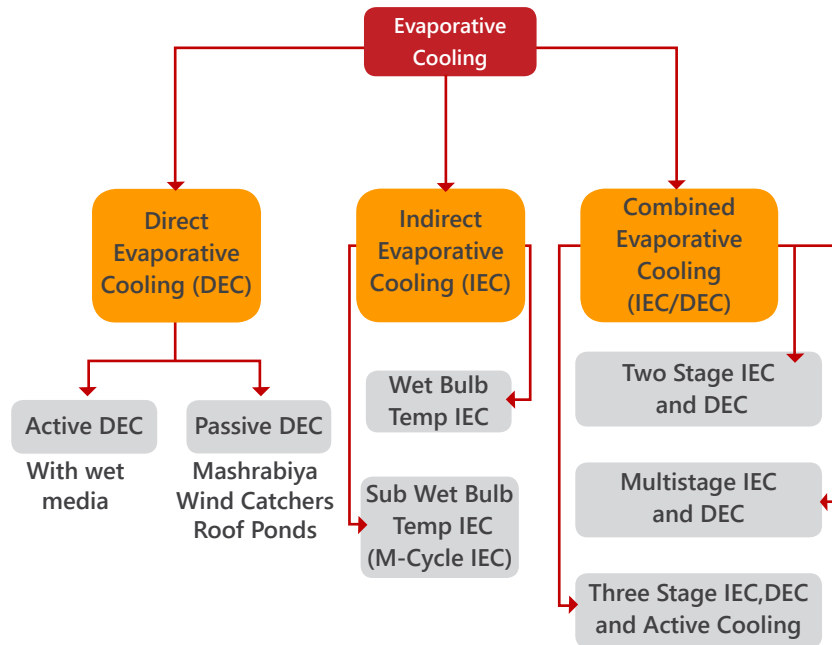 Evaporative
Cooling
Direct
Evaporative
Cooling (DEC)
Indirect
Evaporative
Cooling (IEC)
Combined
Evaporative
Cooling
(IEC/DEC)
Active DEC
With wet
media
Passive DEC
Mashrabiya
Wind Catchers
Roof Ponds
Wet Bulb
Temp IEC
Sub Wet Bulb
Temp IEC
(M-Cycle IEC)
Two Stage IEC
and DEC
Multistage IEC
and DEC
Three Stage IEC,DEC
and Active Cooling